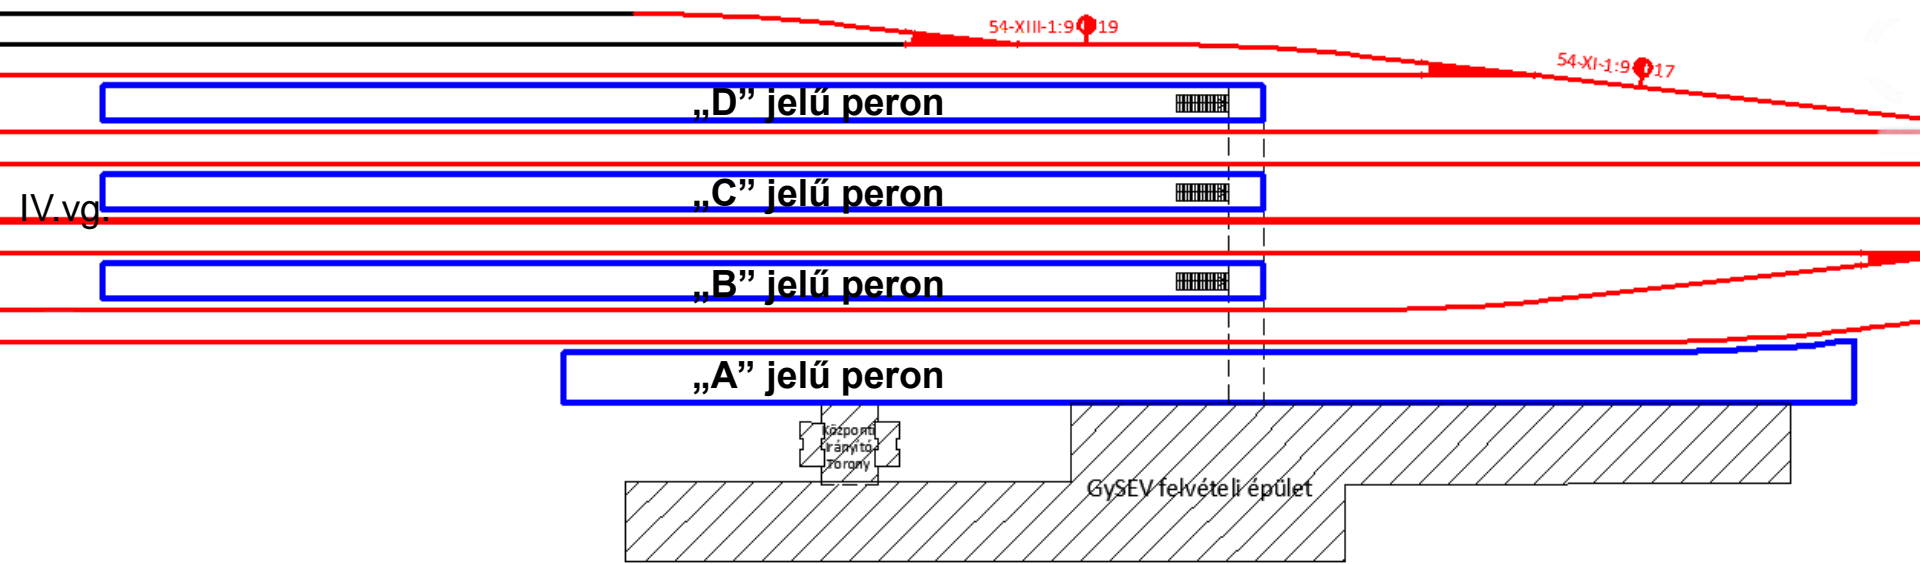 54-XIII-1:9 19
54-XI-1:9 17
„D” jelű peron
„C” jelű peron
IV.vg.
„B” jelű peron
„A” jelű peron
Központi
Irányító
Torony
GySEV felvételi épület